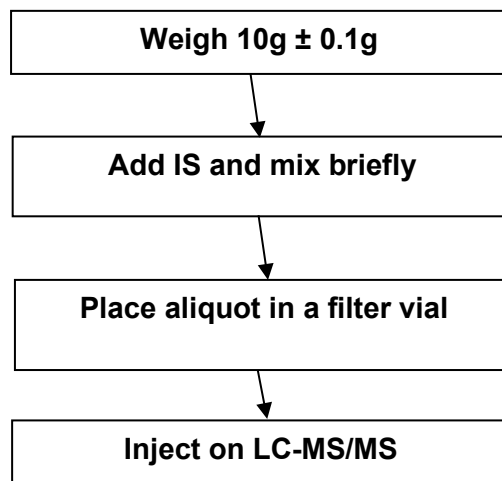 Weigh 10g ± 0.1g
Add IS and mix briefly
Place aliquot in a filter vial
Inject on LC-MS/MS